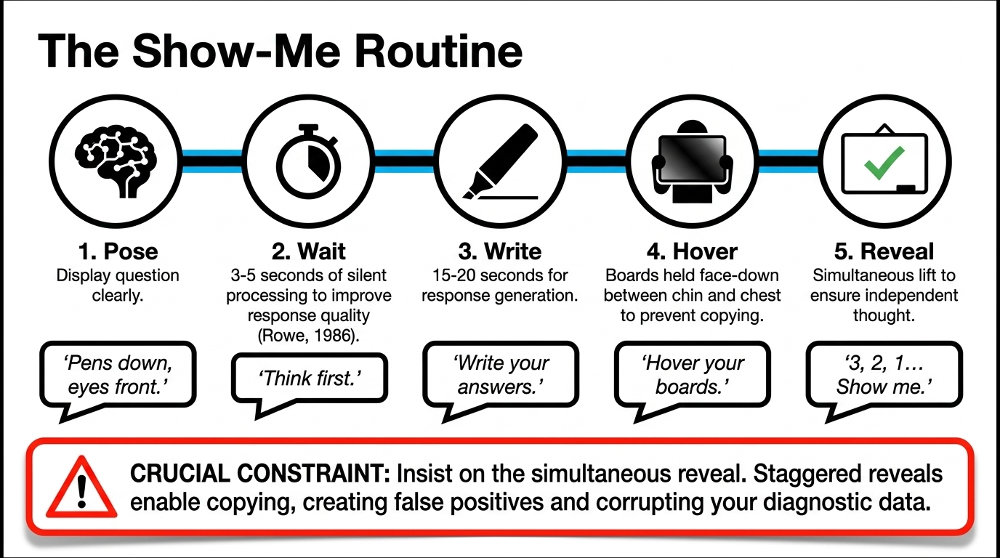 The Show-Me Routine
1. Pose
Display question
clearly.
‘Pens down,
eyes front.’
2. Wait
3-5 seconds of silent
processing to improve
response quality
(Rowe, 1986).
‘Think first.’
3. Write
15-20 seconds for
response generation.
‘Write your
answers.’
4. Hover
Boards held face-down
between chin and chest
to prevent copying.
‘Hover your
boards.’
5. Reveal
Simultaneous lift to
ensure independent
thought.
‘3, 2, 1...
Show me.’
CRUCIAL CONSTRAINT: Insist on the simultaneous reveal. Staggered reveals
enable copying, creating false positives and corrupting your diagnostic data.